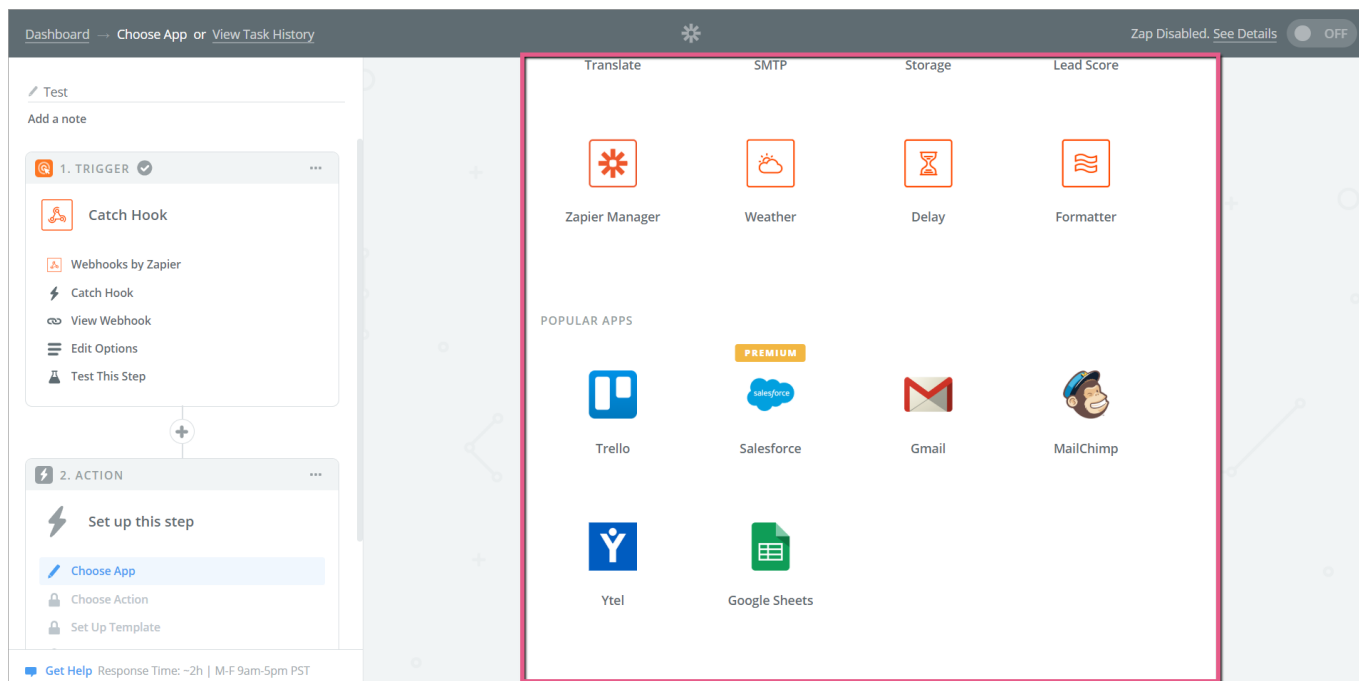 Dashboard → Choose App or View Task History
Zap Disabled. See Details OFF
Test
Add a note
1. TRIGGER
Catch Hook
Webhooks by Zapier
Catch Hook
View Webhook
Edit Options
Test This Step
2. ACTION
Set up this step
Choose App
Choose Action
Set Up Template
Get Help Response Time: ~2h | M-F 9am-5pm PST
Translate SMTP Storage Lead Score
Zapier Manager Weather Delay Formatter
POPULAR APPS
PREMIUM
salesforce
Trello Salesforce Gmail MailChimp
Ytel Google Sheets